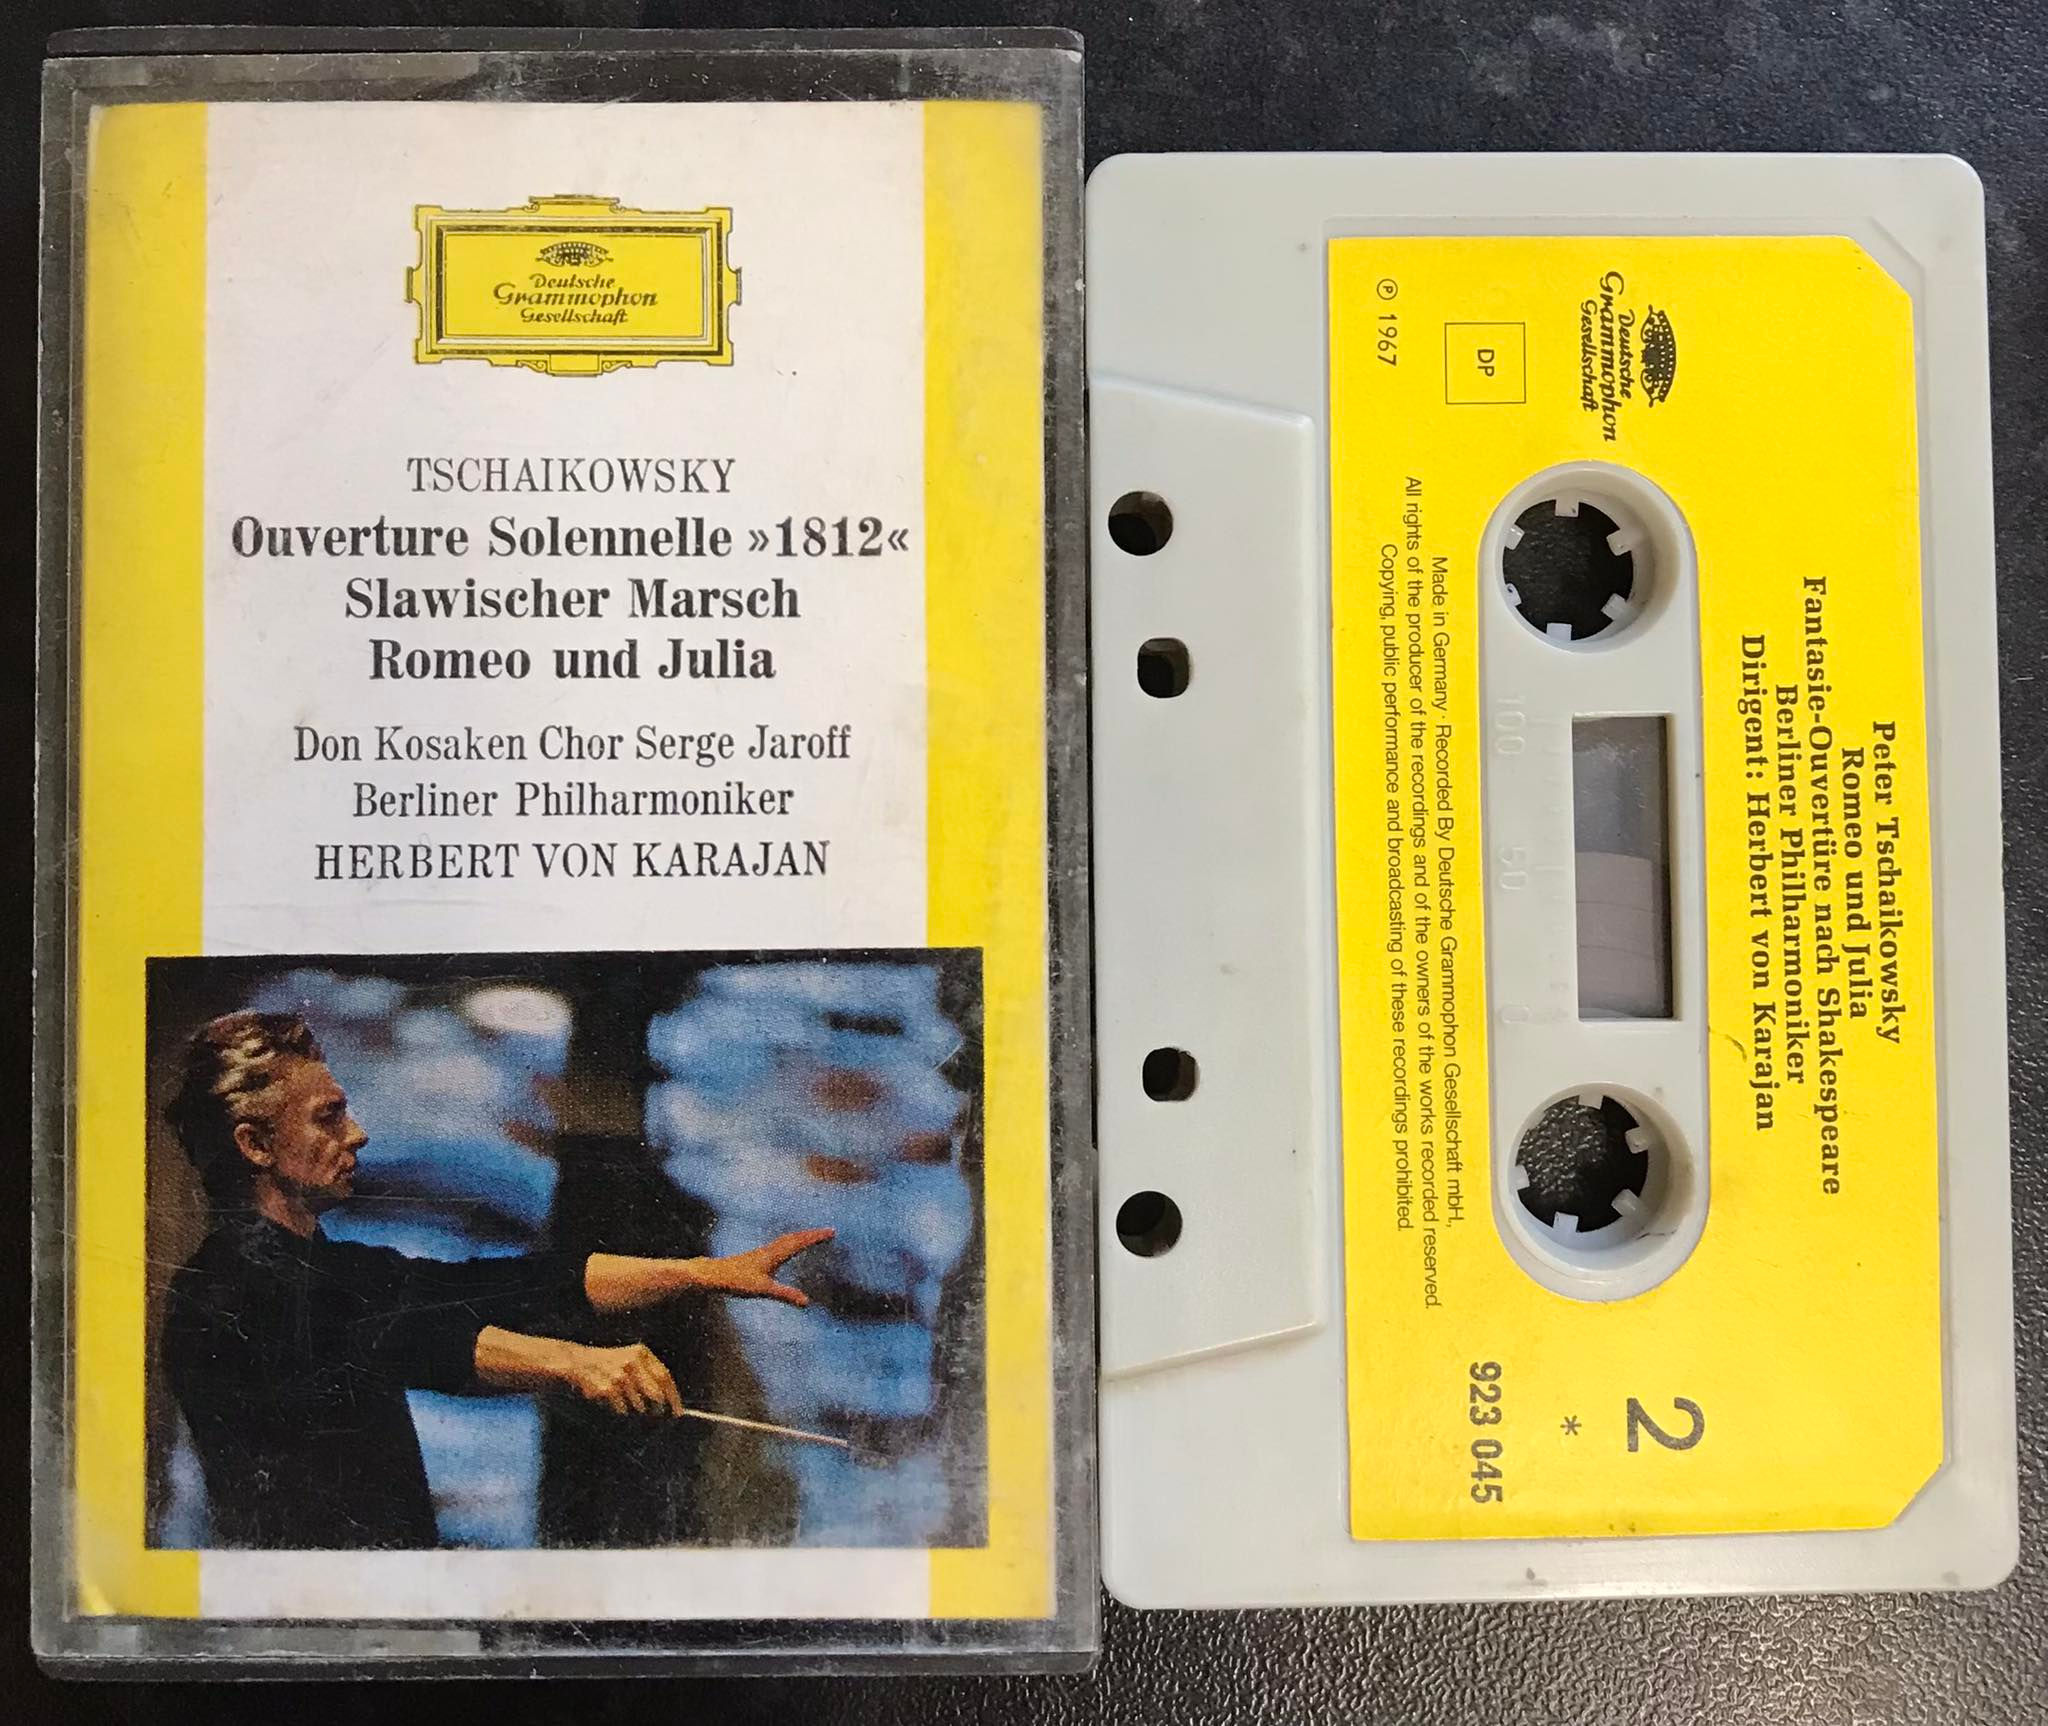 Deutsche
Grammophon
Gesellschaft
TSCHAIKOWSKY
Ouverture Solennelle »1812«
Slawischer Marsch
Romeo und Julia
Don Kosaken Chor Serge Jaroff
Berliner Philharmoniker
HERBERT VON KARAJAN
Peter Tschaikowsky
Romeo und Julia
Fantasie-Ouvertüre nach Shakespeare
Berliner Philharmoniker
Dirigent: Herbert von Karajan
Deutsche
Grammophon
Gesellschaft
DP
℗ 1967
2
*
923 045
100 50 0
Made in Germany · Recorded By Deutsche Grammophon Gesellschaft mbH.,
All rights of the producer of the recordings and of the owners of the works recorded reserved.
Copying, public performance and broadcasting of these recordings prohibited.